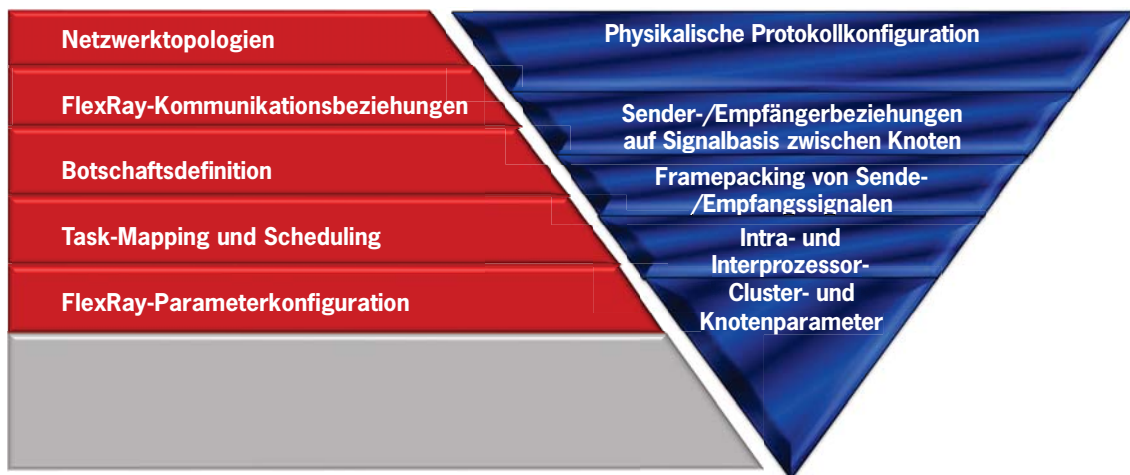 Netzwerktopologien
FlexRay-Kommunikationsbeziehungen
Botschaftsdefinition
Task-Mapping und Scheduling
FlexRay-Parameterkonfiguration
Physikalische Protokollkonfiguration
Sender-/Empfängerbeziehungen
auf Signalbasis zwischen Knoten
Framepacking von Sende-
/Empfangssignalen
Intra- und
Interprozessor-
Cluster- und
Knotenparameter